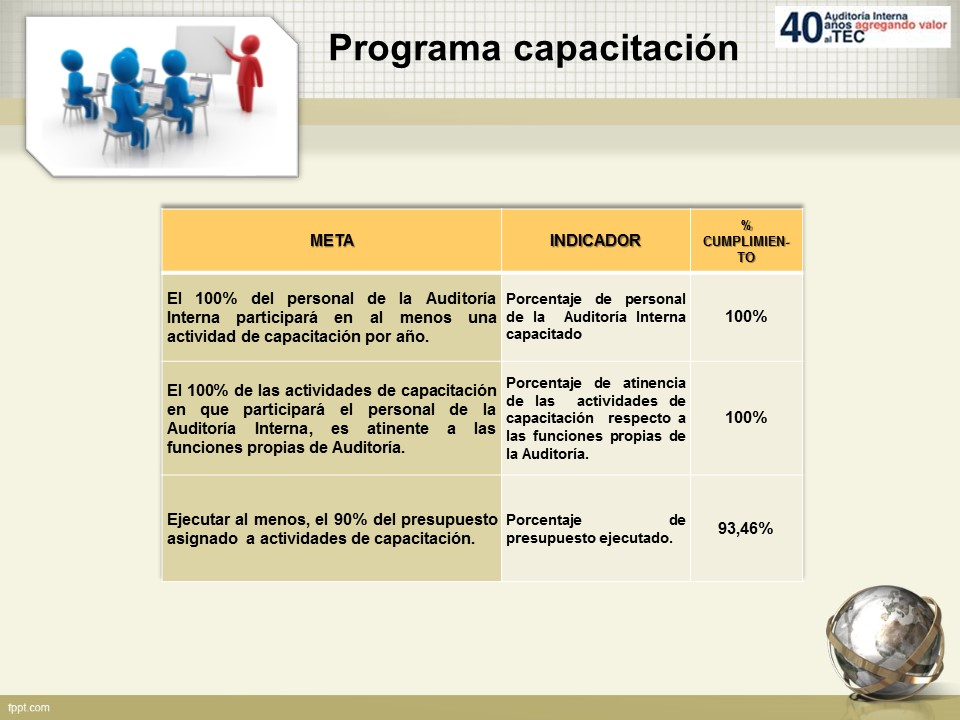 Programa capacitación
40 Auditoría Interna
años agregando valor
al TEC
META
INDICADOR
%
CUMPLIMIEN-
TO
El 100% del personal de la Auditoría
Interna participará en al menos una
actividad de capacitación por año.
Porcentaje de personal
de la Auditoría Interna
capacitado
100%
El 100% de las actividades de capacitación
en que participará el personal de la
Auditoría Interna, es atinente a las
funciones propias de Auditoría.
Porcentaje de atinencia
de las actividades de
capacitación respecto a
las funciones propias de
la Auditoría.
100%
Ejecutar al menos, el 90% del presupuesto
asignado a actividades de capacitación.
Porcentaje de
presupuesto ejecutado.
93,46%
fppt.com